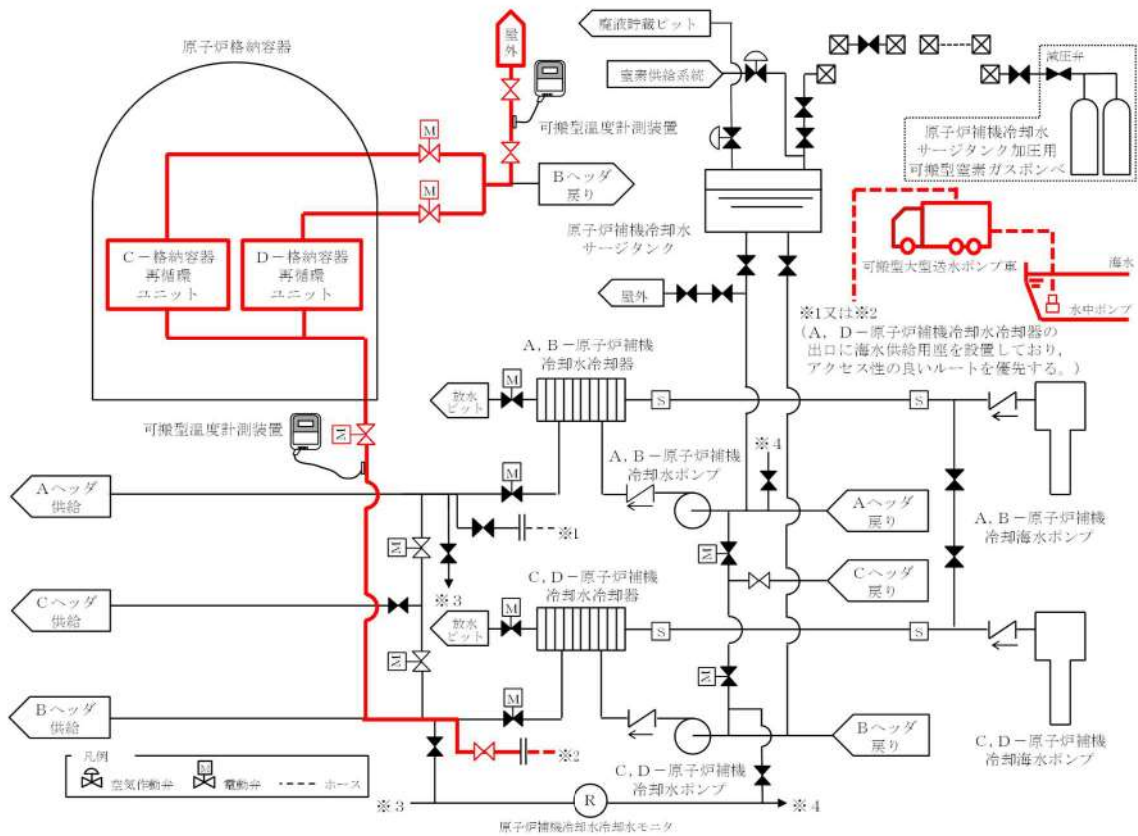 原子炉格納容器
屋外
可搬型温度計測装置
Bヘッダ
戻り
C－格納容器
再循環
ユニット
D－格納容器
再循環
ユニット
M
M
廃液貯蔵ピット
窒素供給系統
減圧弁
原子炉補機冷却水
サージタンク加圧用
可搬型窒素ガスボンベ
原子炉補機冷却水
サージタンク
可搬型大型送水ポンプ車
海水
水中ポンプ
※1又は※2
(A，D－原子炉補機冷却水冷却器の
出口に海水供給用座を設置しており，
アクセス性の良いルートを優先する。)
屋外
A，B－原子炉補機
冷却水冷却器
放水
ピット
M
S
S
可搬型温度計測装置
M
A，B－原子炉補機
冷却水ポンプ
※4
Aヘッダ
供給
M
※1
Aヘッダ
戻り
A，B－原子炉補機
冷却海水ポンプ
M
M
※3
C，D－原子炉補機
冷却水冷却器
Cヘッダ
戻り
Cヘッダ
供給
放水
ピット
M
S
S
M
M
Bヘッダ
供給
M
Bヘッダ
戻り
※2
C，D－原子炉補機
冷却水ポンプ
C，D－原子炉補機
冷却海水ポンプ
凡例
空気作動弁
M
電動弁
ホース
※3
R
※4
原子炉補機冷却水冷却水モニタ